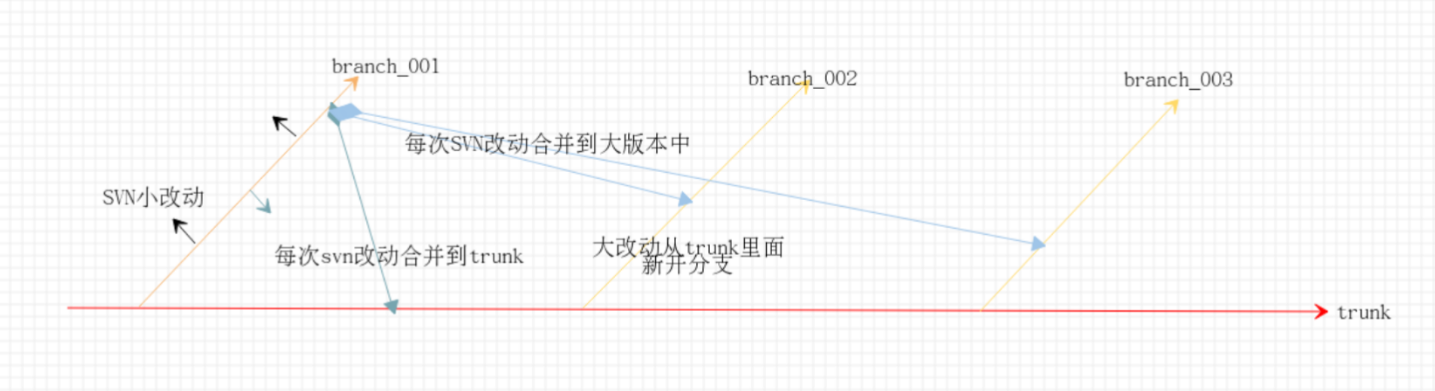 branch_001
branch_002
branch_003
每次SVN改动合并到大版本中
SVN小改动
每次svn改动合并到trunk
大改动从trunk里面
新开分支
trunk